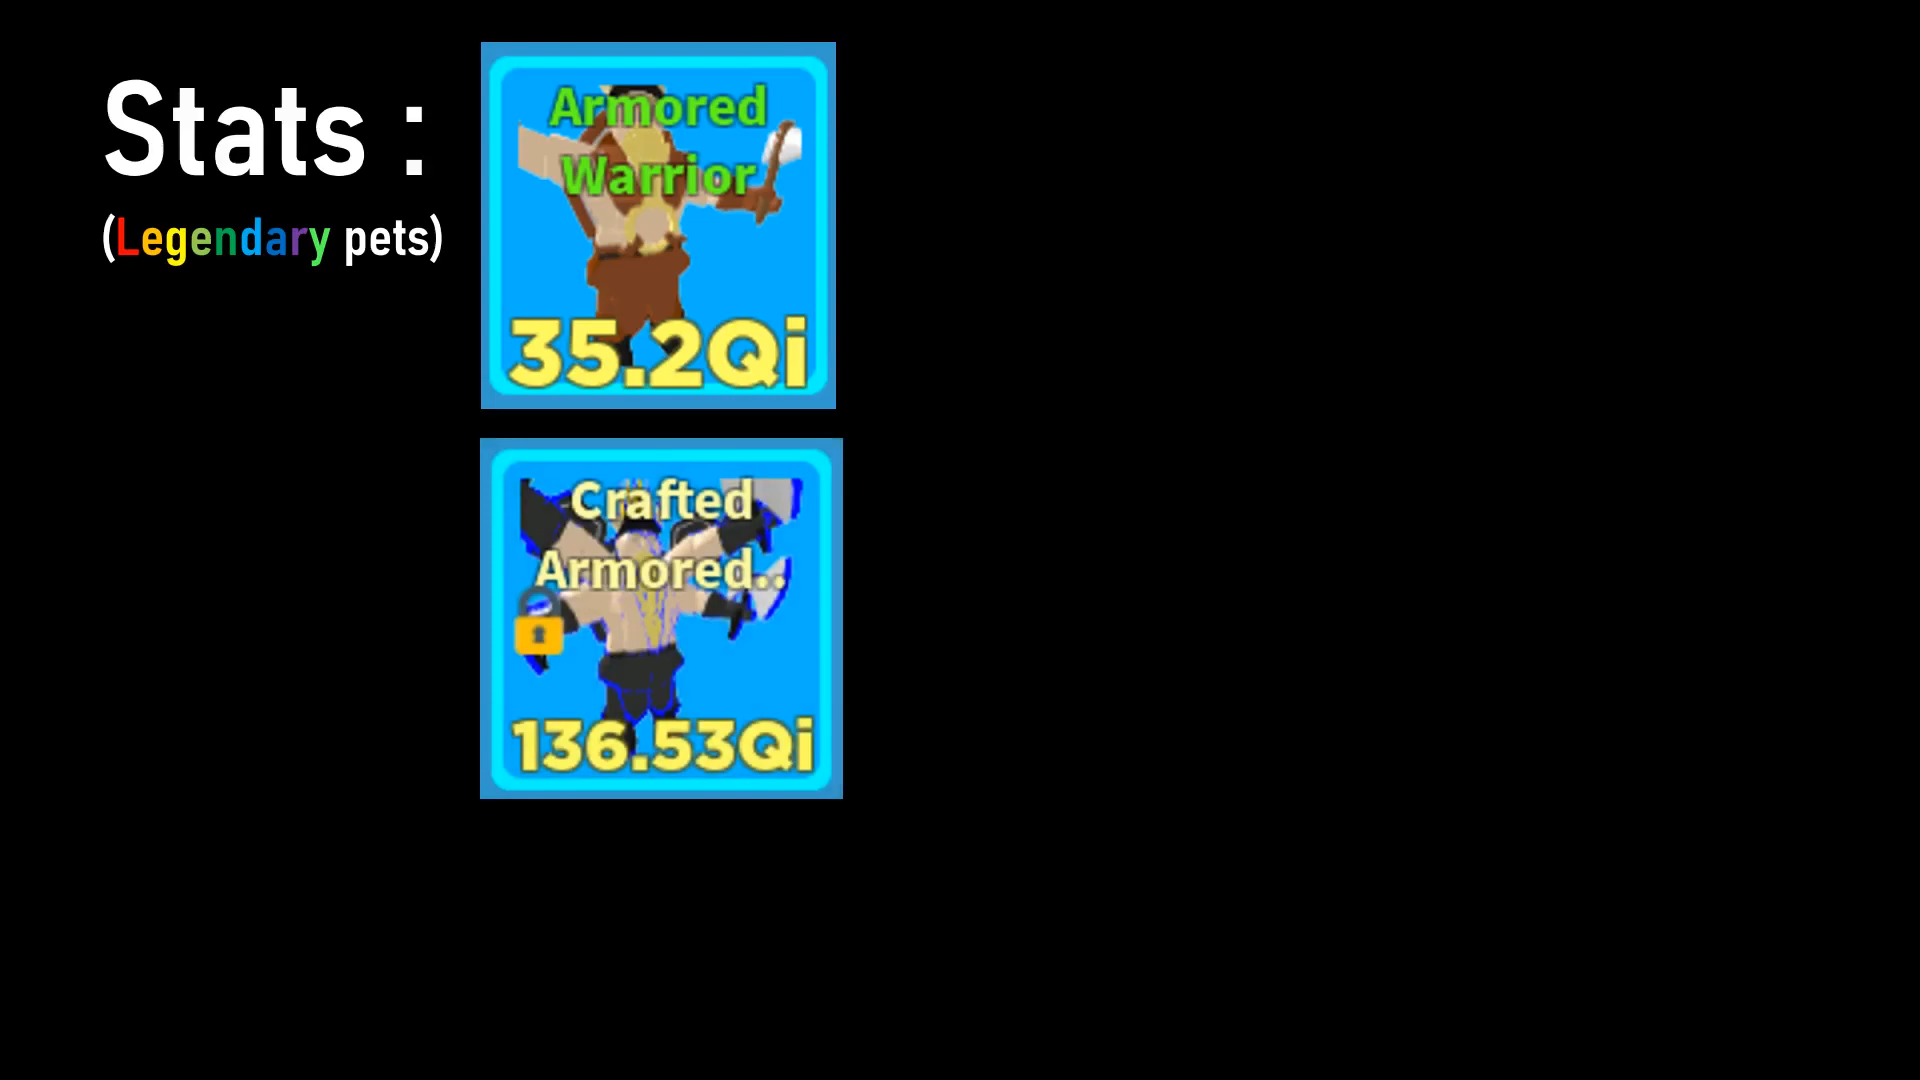 Stats :
(Legendary pets)
Armored
Warrior
35.2Qi
Crafted
Armored..
136.53Qi